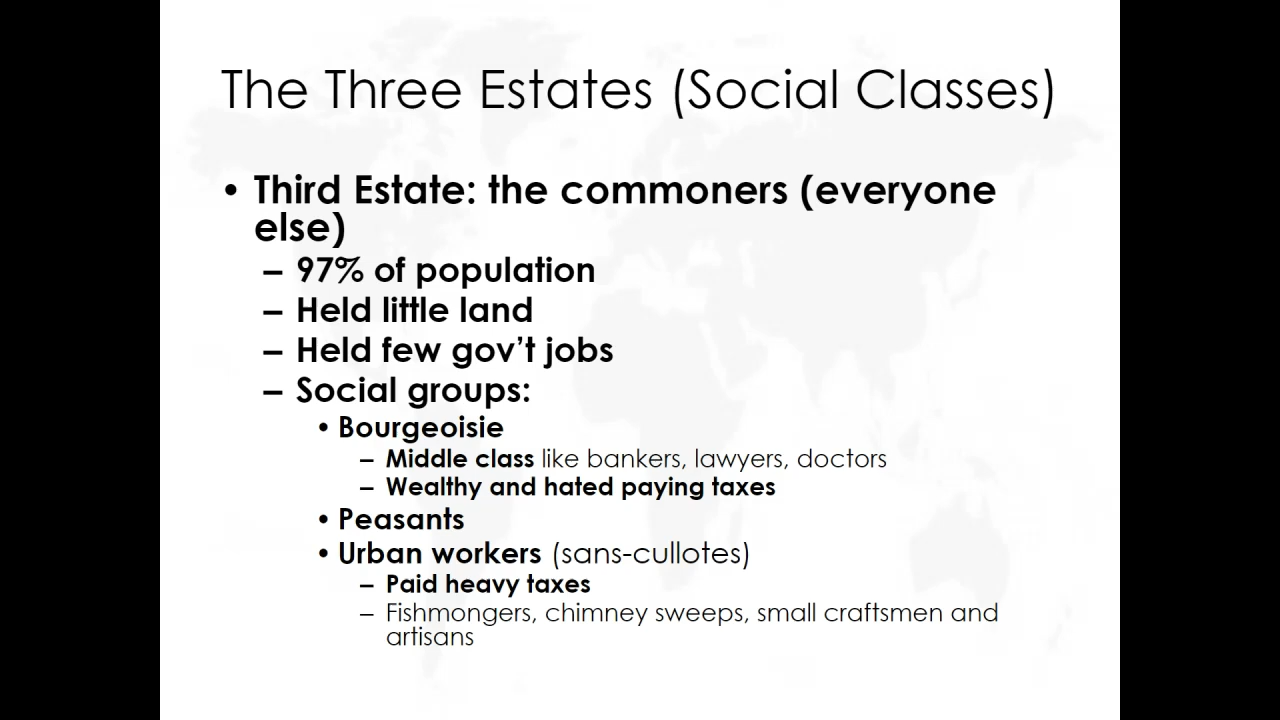 The Three Estates (Social Classes)
• Third Estate: the commoners (everyone
else)
– 97% of population
– Held little land
– Held few gov’t jobs
– Social groups:
• Bourgeoisie
– Middle class like bankers, lawyers, doctors
– Wealthy and hated paying taxes
• Peasants
• Urban workers (sans-cullotes)
– Paid heavy taxes
– Fishmongers, chimney sweeps, small craftsmen and
artisans